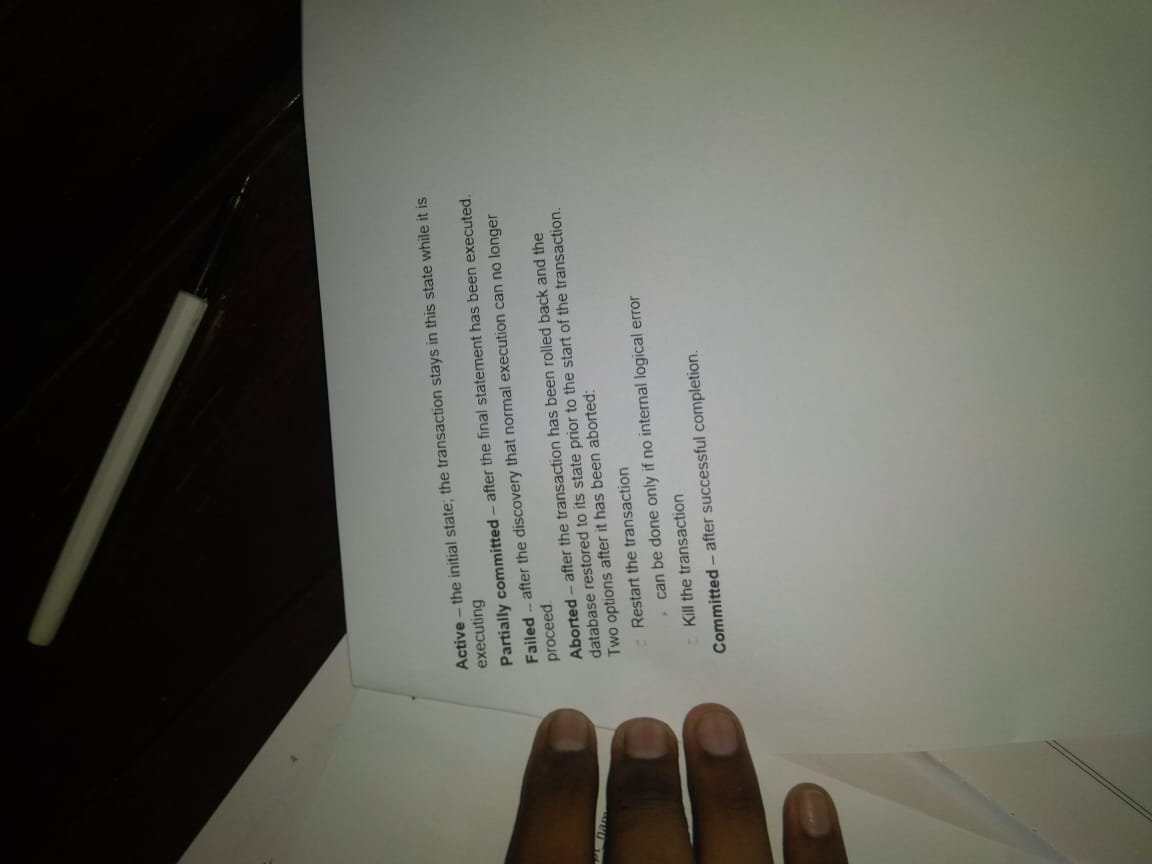 Active – the initial state; the transaction stays in this state while it is
executing
Partially committed – after the final statement has been executed.
Failed – after the discovery that normal execution can no longer
proceed.
Aborted – after the transaction has been rolled back and the
database restored to its state prior to the start of the transaction.
Two options after it has been aborted:
Restart the transaction
can be done only if no internal logical error
Kill the transaction
Committed – after successful completion.